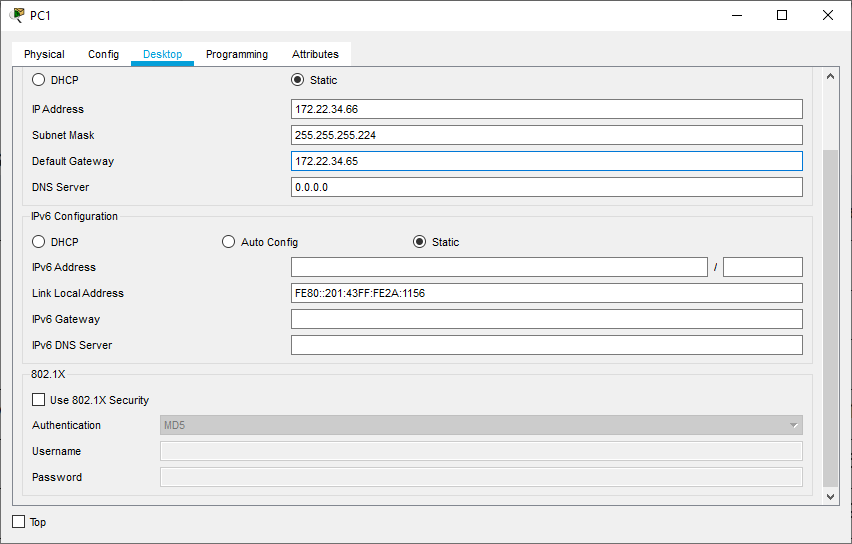 PC1
Physical Config Desktop Programming Attributes
DHCP Static
IP Address 172.22.34.66
Subnet Mask 255.255.255.224
Default Gateway 172.22.34.65
DNS Server 0.0.0.0
IPv6 Configuration
DHCP Auto Config Static
IPv6 Address /
Link Local Address FE80::201:43FF:FE2A:1156
IPv6 Gateway
IPv6 DNS Server
802.1X
Use 802.1X Security
Authentication MD5
Username
Password
Top